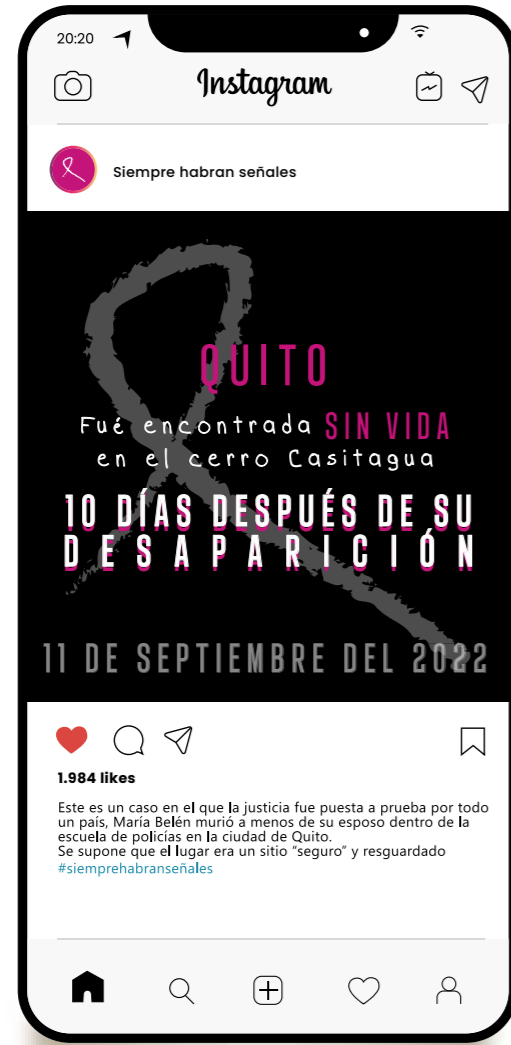 20:20
Instagram
Siempre habran señales
QUITO
Fué encontrada SIN VIDA
en el cerro Casitagua
10 DÍAS DESPUÉS DE SU
DESAPARICIÓN
11 DE SEPTIEMBRE DEL 2022
1.984 likes
Este es un caso en el que la justicia fue puesta a prueba por todo
un país, María Belén murió a menos de su esposo dentro de la
escuela de policías en la ciudad de Quito.
Se supone que el lugar era un sitio “seguro” y resguardado
#siemprehabranseñales